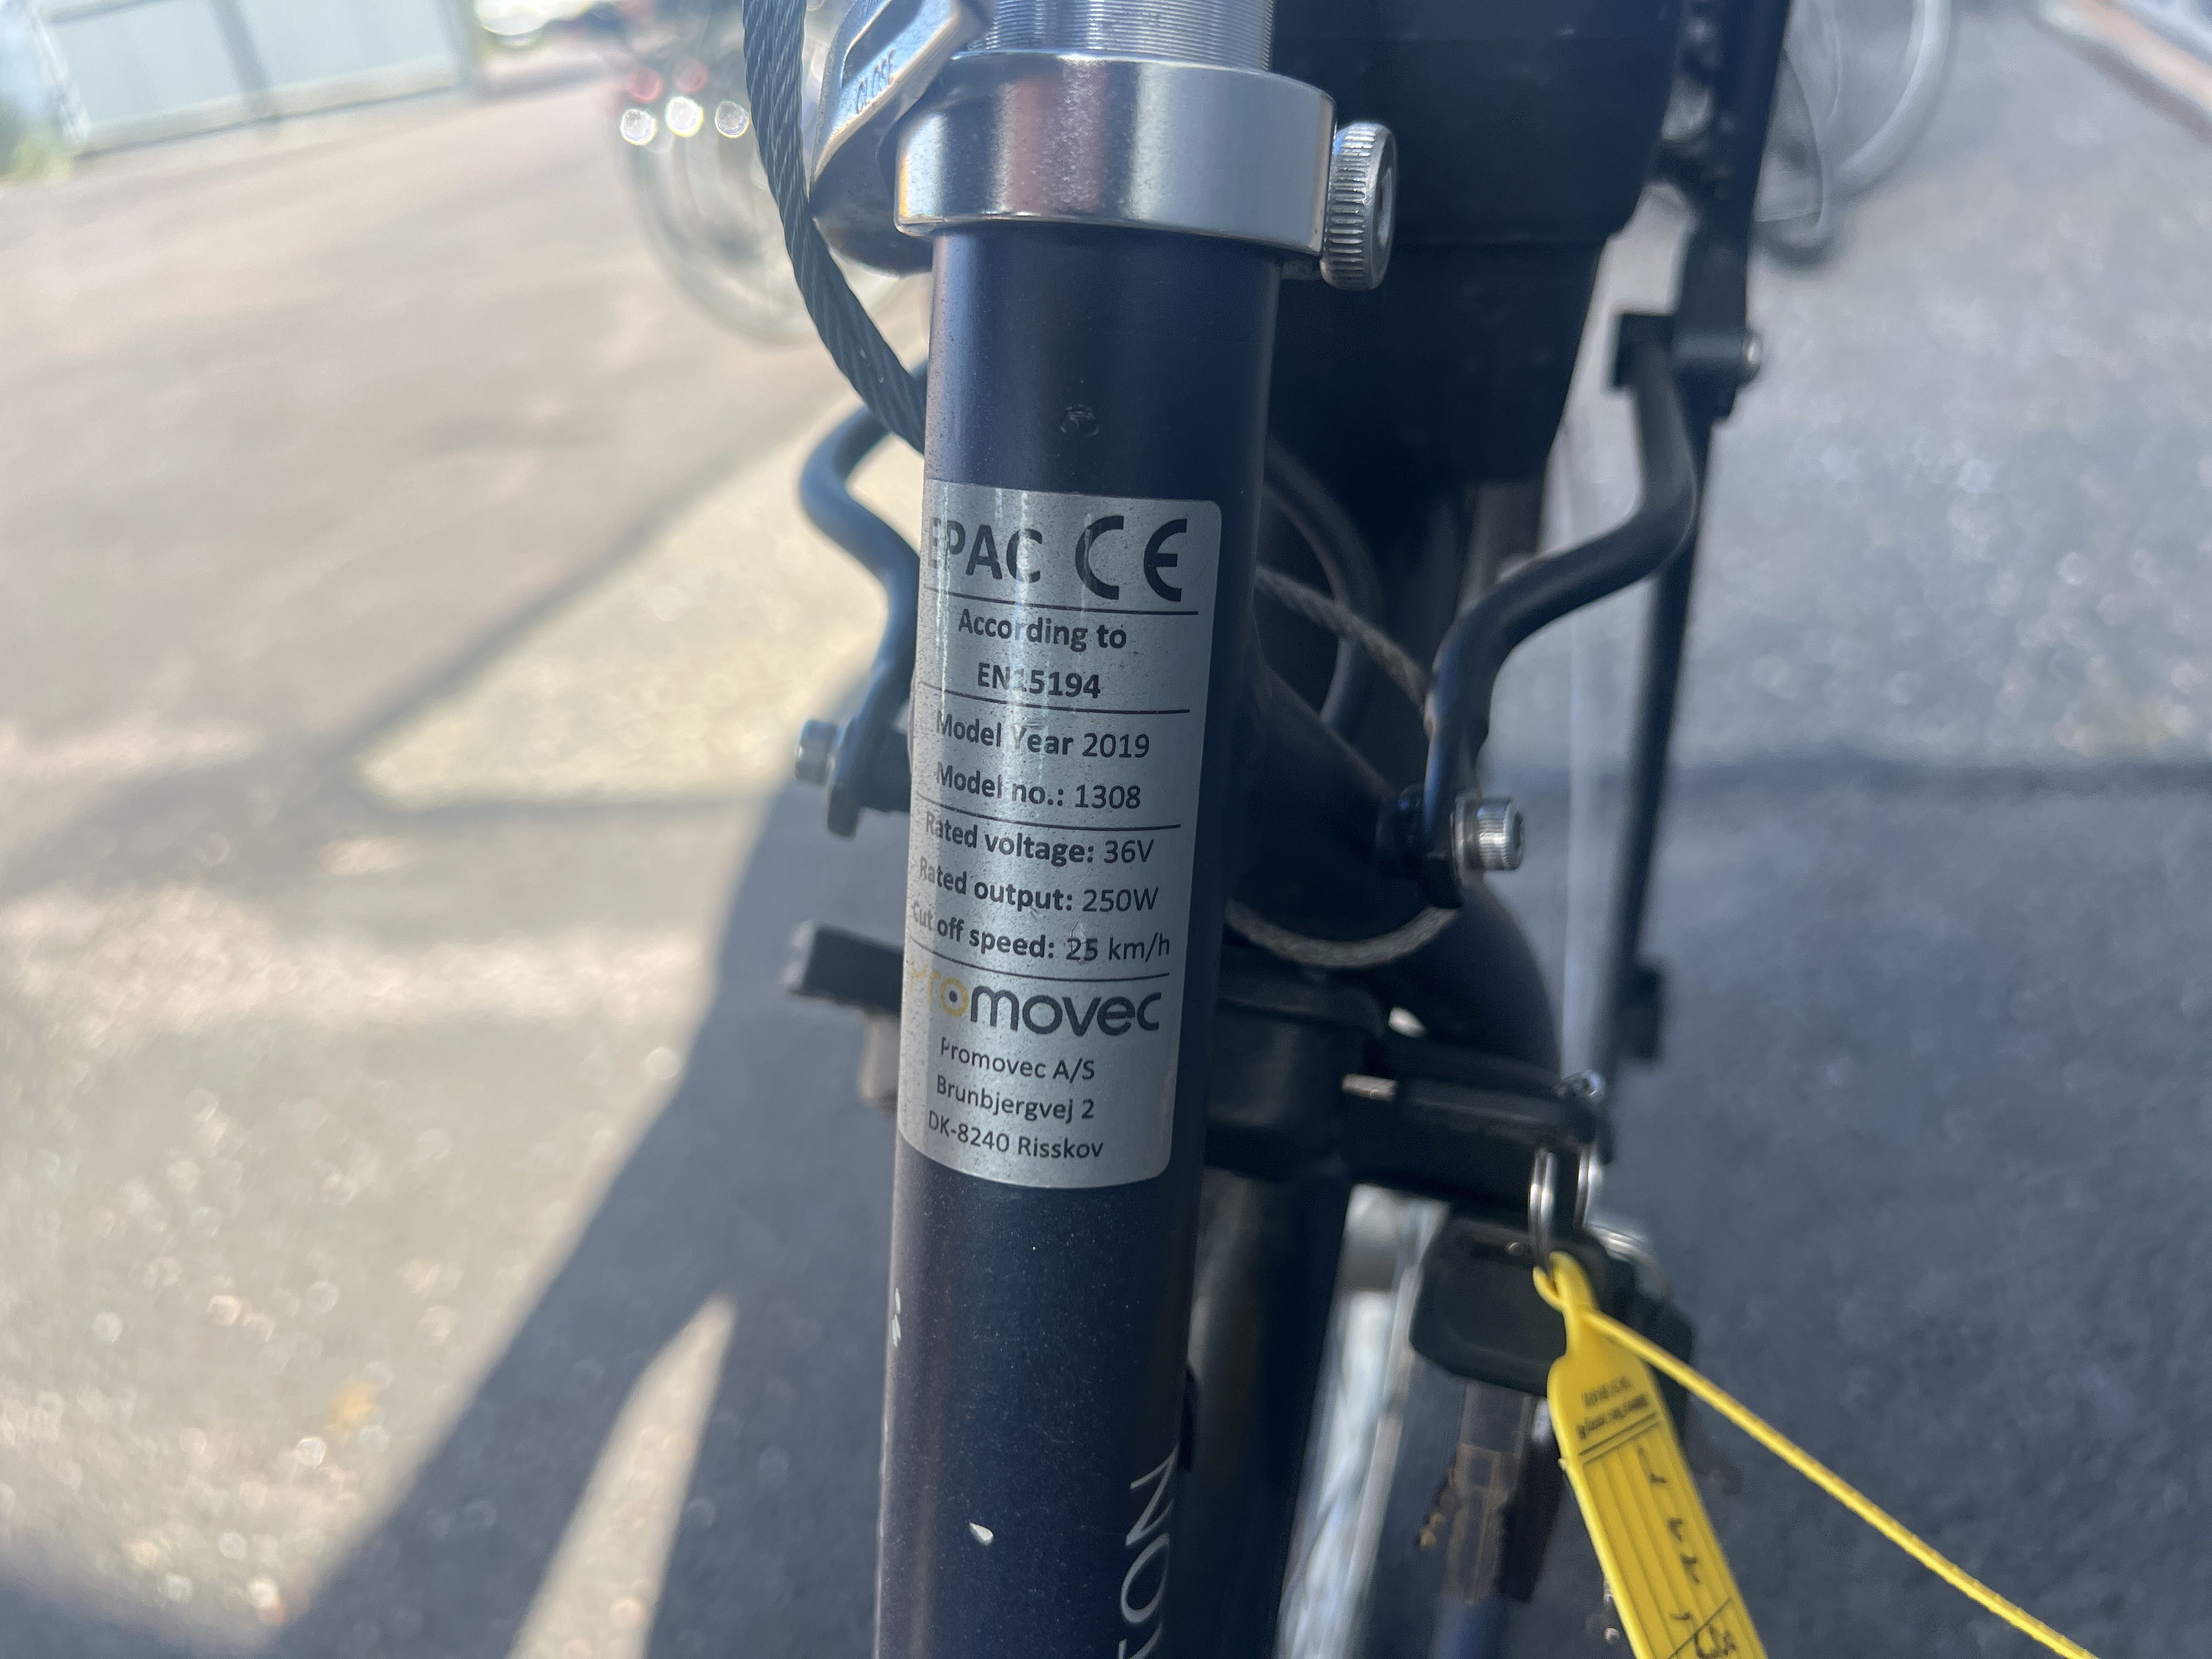 CLOSE
EPAC CE
According to
EN15194
Model Year 2019
Model no.: 1308
Rated voltage: 36V
Rated output: 250W
Cut off speed: 25 km/h
promovec
Promovec A/S
Brunbjergvej 2
DK-8240 Risskov